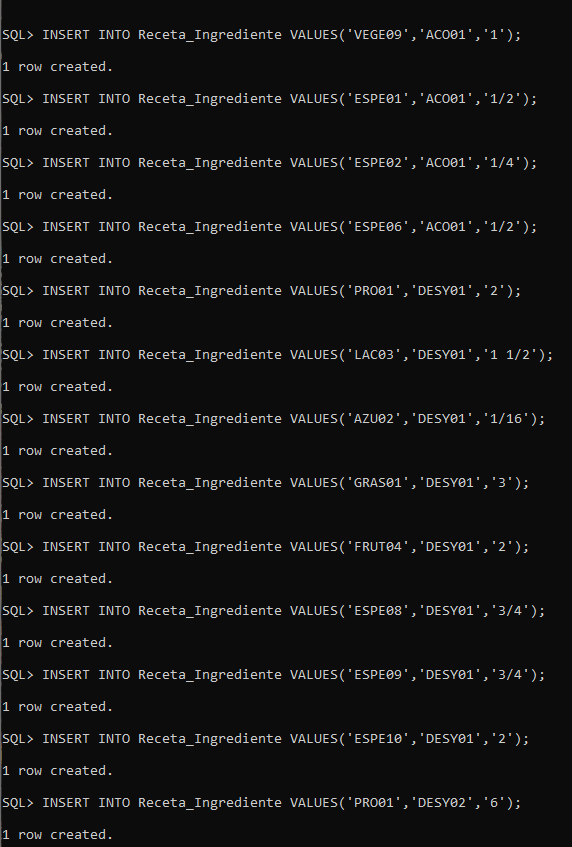 SQL> INSERT INTO Receta_Ingrediente VALUES('VEGE09','ACO01','1');
1 row created.
SQL> INSERT INTO Receta_Ingrediente VALUES('ESPE01','ACO01','1/2');
1 row created.
SQL> INSERT INTO Receta_Ingrediente VALUES('ESPE02','ACO01','1/4');
1 row created.
SQL> INSERT INTO Receta_Ingrediente VALUES('ESPE06','ACO01','1/2');
1 row created.
SQL> INSERT INTO Receta_Ingrediente VALUES('PRO01','DESY01','2');
1 row created.
SQL> INSERT INTO Receta_Ingrediente VALUES('LAC03','DESY01','1 1/2');
1 row created.
SQL> INSERT INTO Receta_Ingrediente VALUES('AZU02','DESY01','1/16');
1 row created.
SQL> INSERT INTO Receta_Ingrediente VALUES('GRAS01','DESY01','3');
1 row created.
SQL> INSERT INTO Receta_Ingrediente VALUES('FRUT04','DESY01','2');
1 row created.
SQL> INSERT INTO Receta_Ingrediente VALUES('ESPE08','DESY01','3/4');
1 row created.
SQL> INSERT INTO Receta_Ingrediente VALUES('ESPE09','DESY01','3/4');
1 row created.
SQL> INSERT INTO Receta_Ingrediente VALUES('ESPE10','DESY01','2');
1 row created.
SQL> INSERT INTO Receta_Ingrediente VALUES('PRO01','DESY02','6');
1 row created.